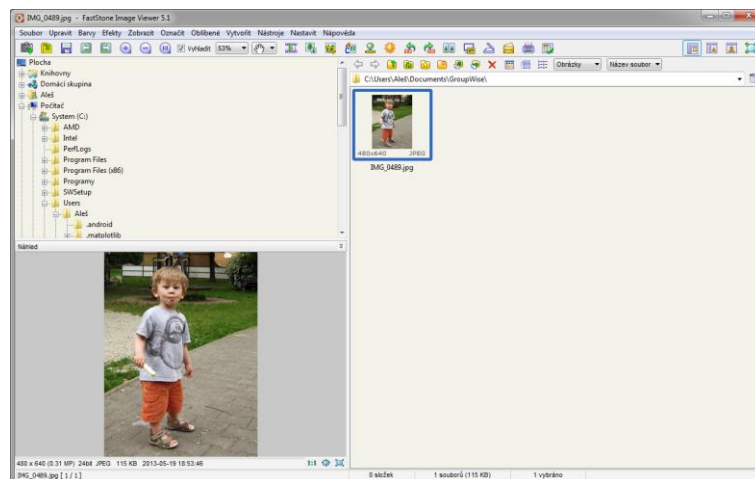 IMG_0489.jpg - FastStone Image Viewer 5.1
Soubor Upravit Barvy Efekty Zobrazit Označit Oblíbené Vytvořit Nástroje Nastavit Nápověda
Vyhladit 53%
Obrázky Název soubor
Plocha
Knihovny
Domácí skupina
Aleš
Počítač
System (C:)
AMD
Intel
PerfLogs
Program Files
Program Files (x86)
Programy
SWSetup
Users
Aleš
.android
.matplotlib
C:\Users\Aleš\Documents\GroupWise\
480x640 JPEG
IMG_0489.jpg
Náhled
480 x 640 (0.31 MP) 24bit JPEG 115 KB 2013-05-19 18:53:46 1:1
IMG_0489.jpg [ 1 / 1 ]
0 složek 1 souborů (115 KB) 1 vybráno